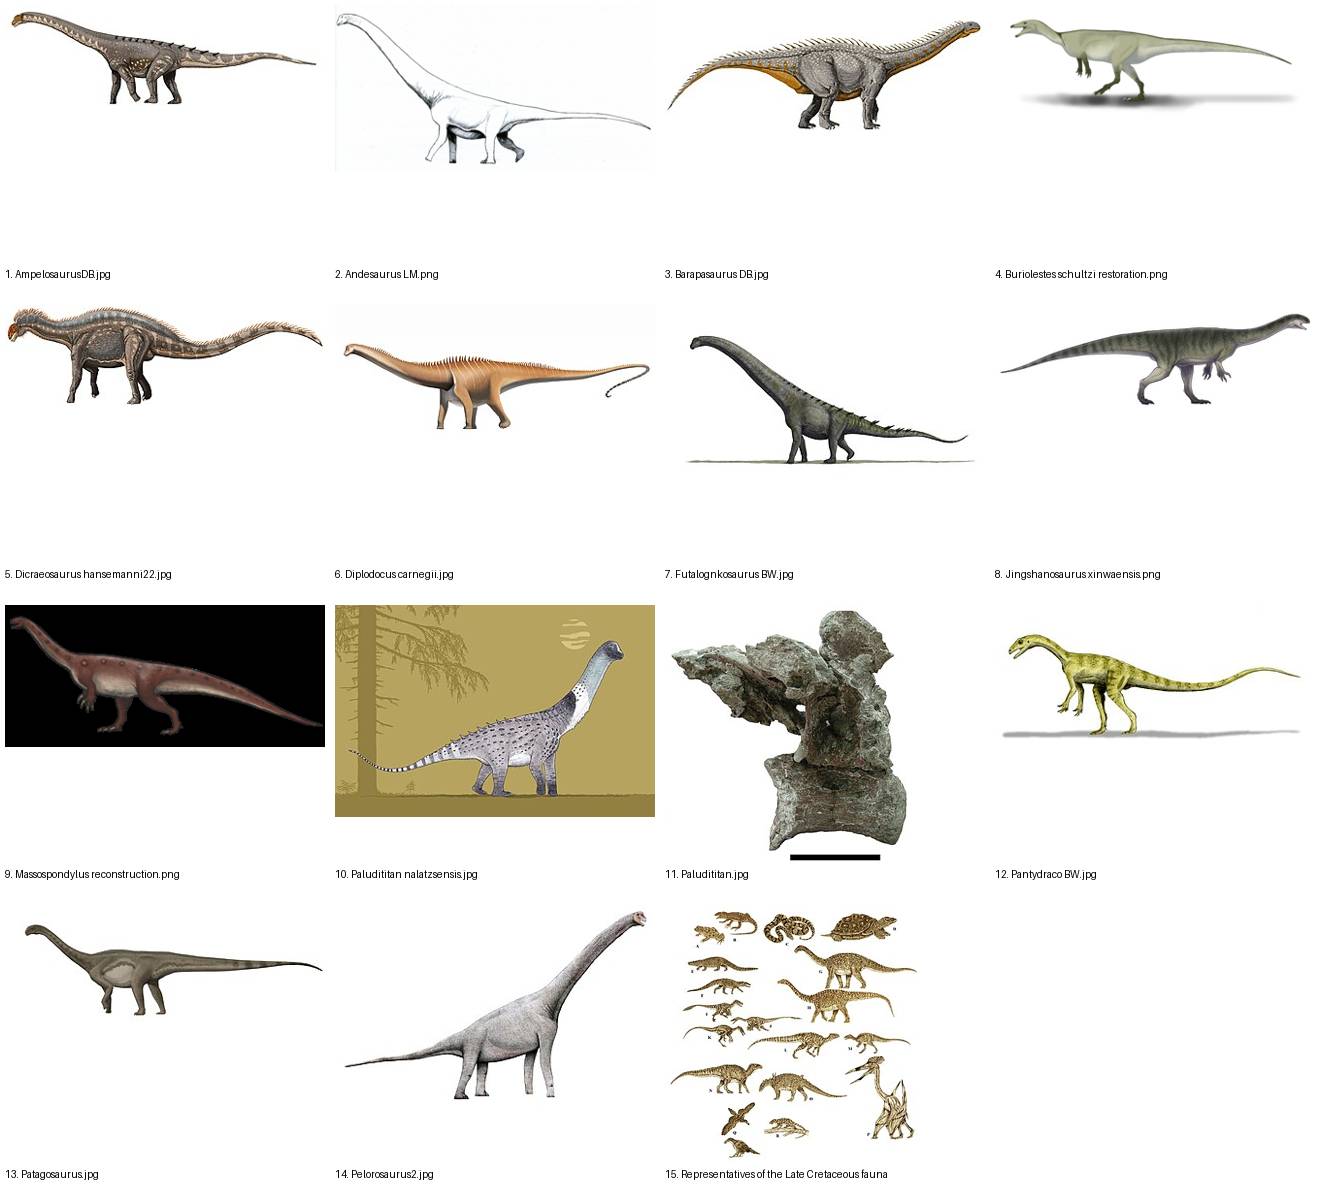 1. AmpelosaurusDB.jpg
2. Andesaurus LM.png
3. Barapasaurus DB.jpg
4. Buriolestes schultzi restoration.png
5. Dicraeosaurus hansemanni22.jpg
6. Diplodocus carnegii.jpg
7. Futalognkosaurus BW.jpg
8. Jingshanosaurus xinwaensis.png
9. Massospondylus reconstruction.png
10. Paludititan nalatzsensis.jpg
11. Paludititan.jpg
12. Pantydraco BW.jpg
13. Patagosaurus.jpg
14. Pelorosaurus2.jpg
15. Representatives of the Late Cretaceous fauna